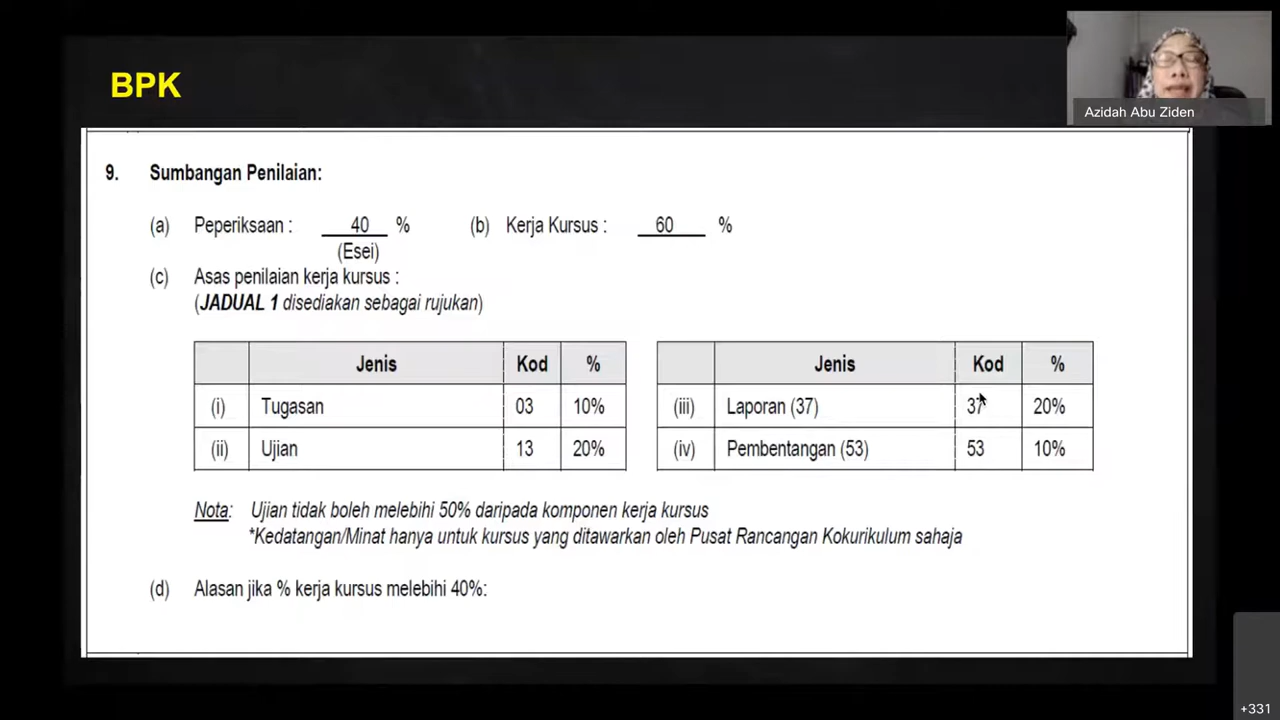 BPK
Azidah Abu Ziden
9. Sumbangan Penilaian:
(a) Peperiksaan : 40 % (b) Kerja Kursus : 60 %
(Esei)
(c) Asas penilaian kerja kursus :
(JADUAL 1 disediakan sebagai rujukan)
Jenis Kod %
(i) Tugasan 03 10%
(ii) Ujian 13 20%
Jenis Kod %
(iii) Laporan (37) 37 20%
(iv) Pembentangan (53) 53 10%
Nota: Ujian tidak boleh melebihi 50% daripada komponen kerja kursus
*Kedatangan/Minat hanya untuk kursus yang ditawarkan oleh Pusat Rancangan Kokurikulum sahaja
(d) Alasan jika % kerja kursus melebihi 40%:
+331